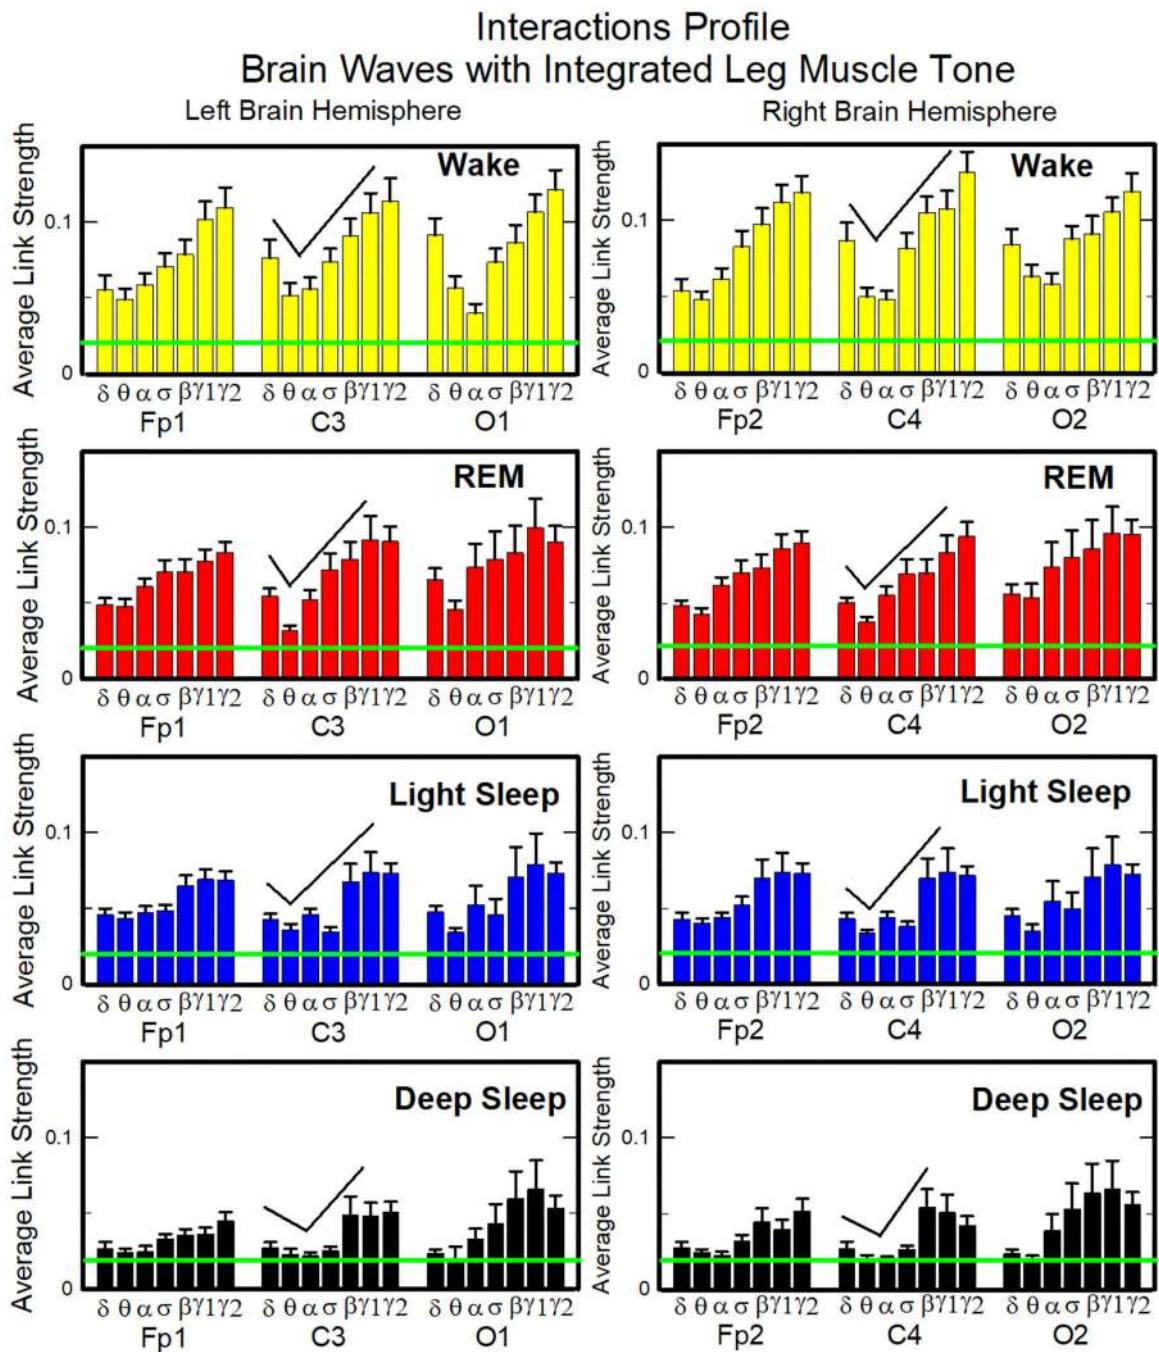 Interactions Profile
Brain Waves with Integrated Leg Muscle Tone
Left Brain Hemisphere Right Brain Hemisphere
Average Link Strength 0.1 0 Wake
δ θ α σ β γ1 γ2 δ θ α σ β γ1 γ2 δ θ α σ β γ1 γ2
Fp1 C3 O1
Average Link Strength 0.1 0 Wake
δ θ α σ β γ1 γ2 δ θ α σ β γ1 γ2 δ θ α σ β γ1 γ2
Fp2 C4 O2
Average Link Strength 0.1 0 REM
δ θ α σ β γ1 γ2 δ θ α σ β γ1 γ2 δ θ α σ β γ1 γ2
Fp1 C3 O1
Average Link Strength 0.1 0 REM
δ θ α σ β γ1 γ2 δ θ α σ β γ1 γ2 δ θ α σ β γ1 γ2
Fp2 C4 O2
Average Link Strength 0.1 0 Light Sleep
δ θ α σ β γ1 γ2 δ θ α σ β γ1 γ2 δ θ α σ β γ1 γ2
Fp1 C3 O1
Average Link Strength 0.1 0 Light Sleep
δ θ α σ β γ1 γ2 δ θ α σ β γ1 γ2 δ θ α σ β γ1 γ2
Fp2 C4 O2
Average Link Strength 0.1 0 Deep Sleep
δ θ α σ β γ1 γ2 δ θ α σ β γ1 γ2 δ θ α σ β γ1 γ2
Fp1 C3 O1
Average Link Strength 0.1 0 Deep Sleep
δ θ α σ β γ1 γ2 δ θ α σ β γ1 γ2 δ θ α σ β γ1 γ2
Fp2 C4 O2